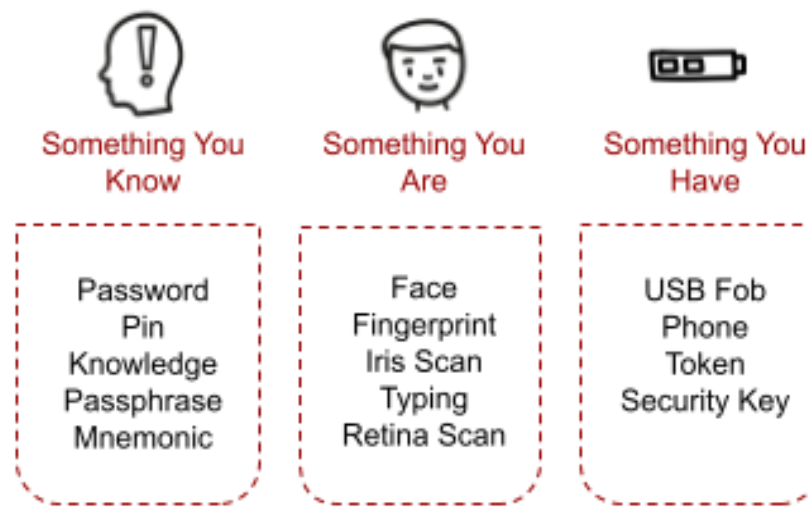 Something You
Know
Something You
Are
Something You
Have
Password
Pin
Knowledge
Passphrase
Mnemonic
Face
Fingerprint
Iris Scan
Typing
Retina Scan
USB Fob
Phone
Token
Security Key